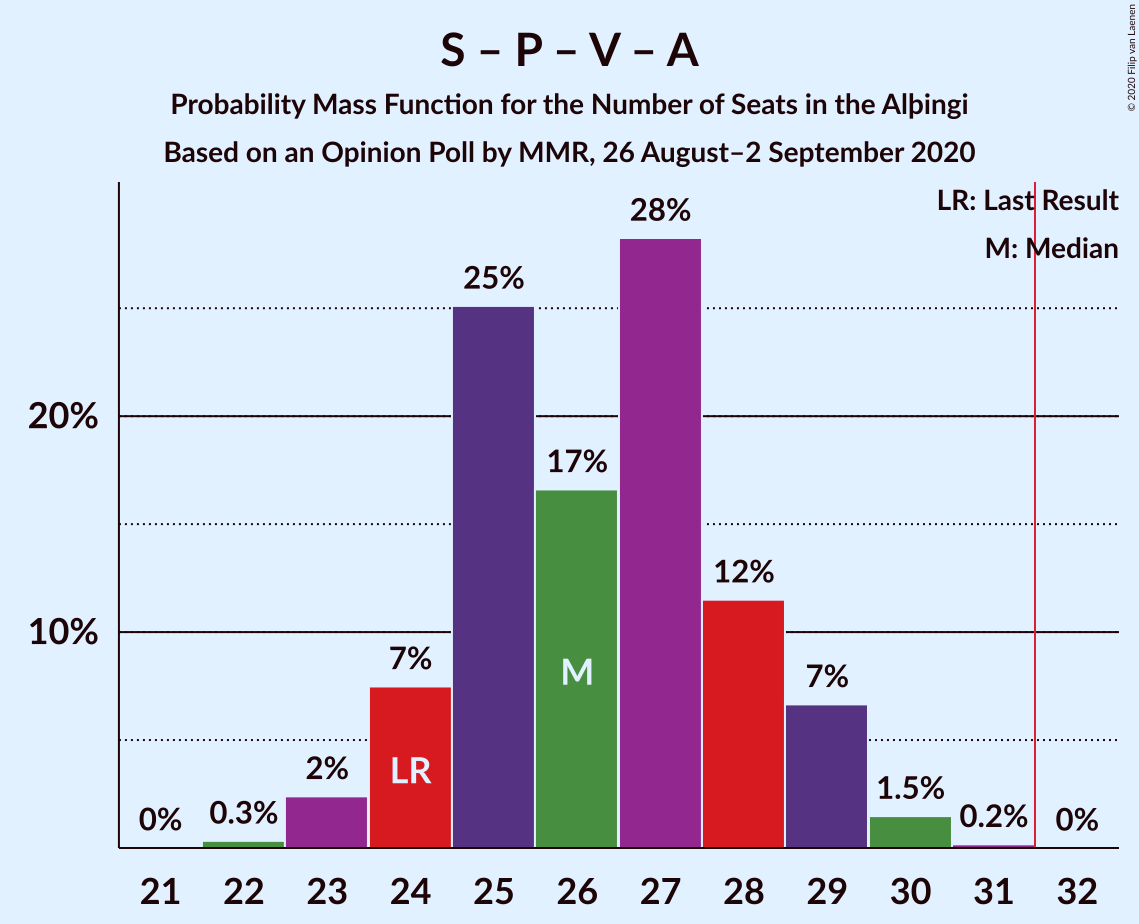 S – P – V – A
Probability Mass Function for the Number of Seats in the Alþingi
Based on an Opinion Poll by MMR, 26 August–2 September 2020
© 2020 Filip van Laenen
LR: Last Result
M: Median
28%
25%
20%
17%
12%
10%
7%
7%
M
2%
LR
1.5%
0%
0.3%
0.2%
0%
21 22 23 24 25 26 27 28 29 30 31 32